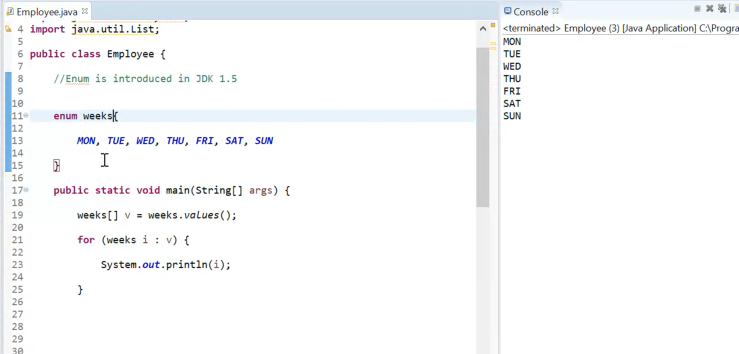 Employee.java
4 import java.util.List;
5
6 public class Employee {
7
8 //Enum is introduced in JDK 1.5
9
10
11 enum weeks{
12
13 MON, TUE, WED, THU, FRI, SAT, SUN
14
15 }
16
17 public static void main(String[] args) {
18
19 weeks[] v = weeks.values();
20
21 for (weeks i : v) {
22
23 System.out.println(i);
24
25 }
26
27
28
29
30
Console
<terminated> Employee (3) [Java Application] C:\Progra
MON
TUE
WED
THU
FRI
SAT
SUN